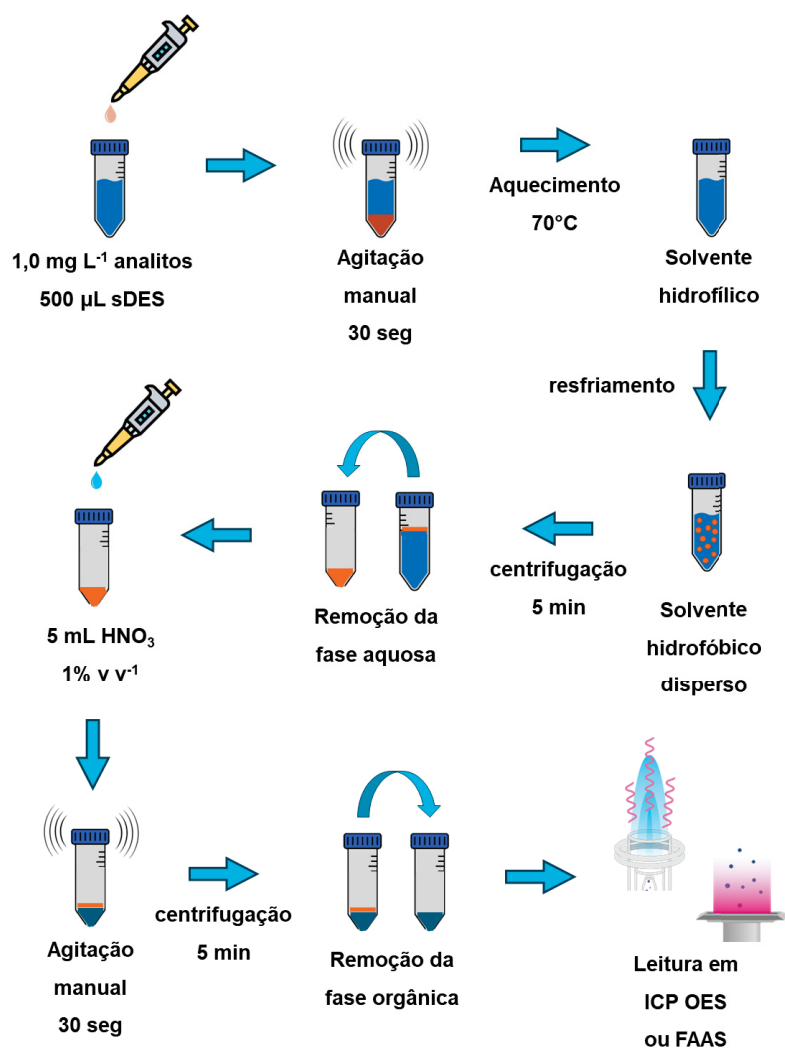 1,0 mg L⁻¹ analitos
500 µL sDES
Agitação
manual
30 seg
Aquecimento
70°C
Solvente
hidrofílico
resfriamento
Solvente
hidrofóbico
disperso
centrifugação
5 min
Remoção da
fase aquosa
5 mL HNO₃
1% v v⁻¹
Agitação
manual
30 seg
centrifugação
5 min
Remoção da
fase orgânica
Leitura em
ICP OES
ou FAAS